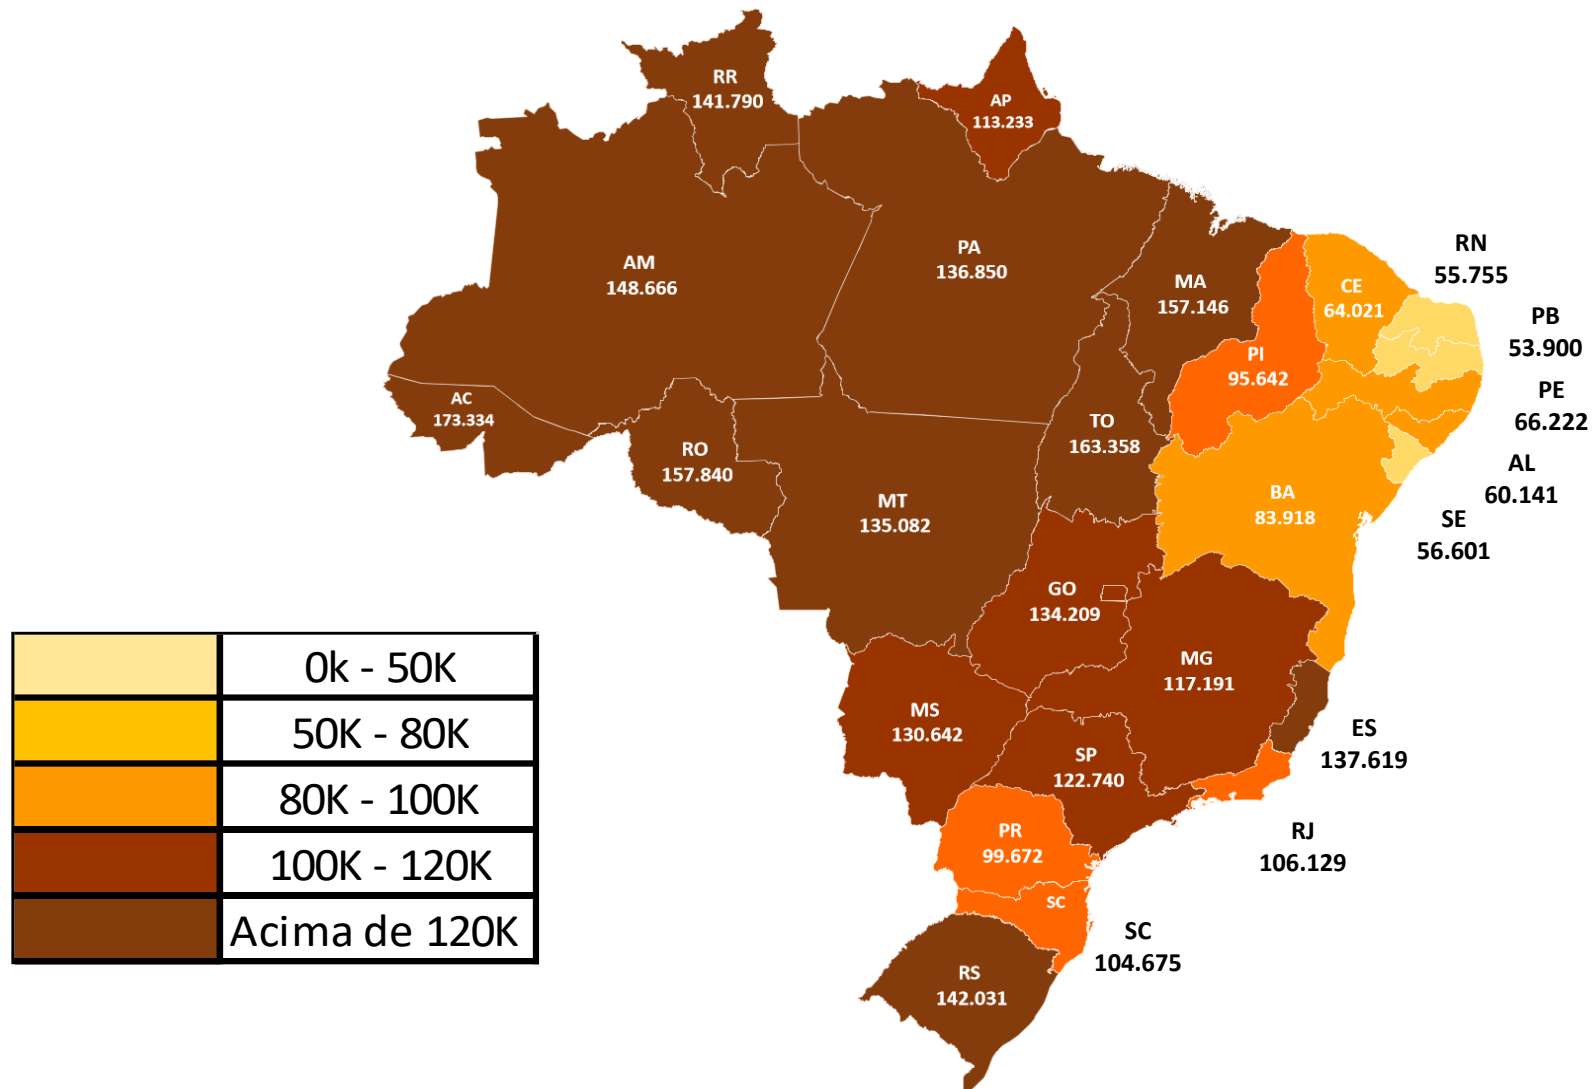 RR
141.790
AP
113.233
AM
148.666
PA
136.850
MA
157.146
CE
64.021
RN
55.755
PB
53.900
PI
95.642
PE
66.222
AC
173.334
RO
157.840
TO
163.358
AL
60.141
MT
135.082
BA
83.918
SE
56.601
GO
134.209
MG
117.191
MS
130.642
SP
122.740
ES
137.619
PR
99.672
RJ
106.129
SC
SC
104.675
RS
142.031
0k - 50K
50K - 80K
80K - 100K
100K - 120K
Acima de 120K